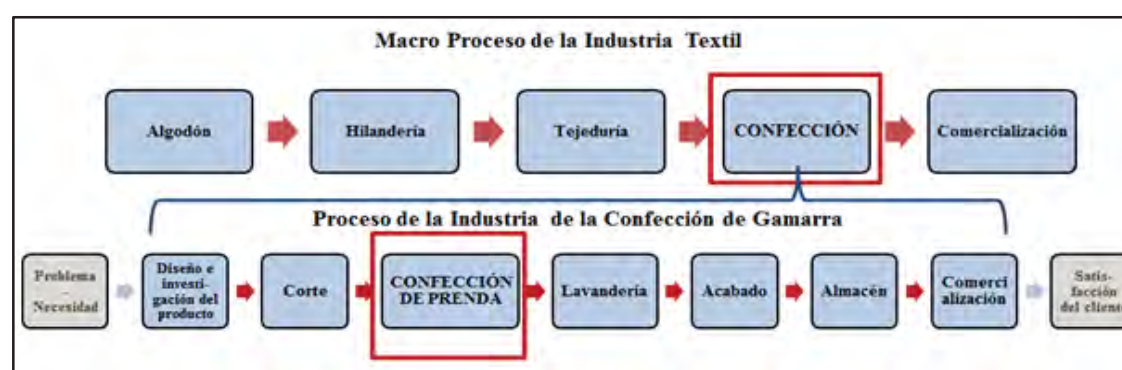 Macro Proceso de la Industria Textil
Algodón
Hilandería
Tejeduría
CONFECCIÓN
Comercialización
Proceso de la Industria de la Confección de Gamarra
Problema
–
Necesidad
Diseño e
investi-
gación del
producto
Corte
CONFECCIÓN
DE PRENDA
Lavandería
Acabado
Almacén
Comerci
alización
Satis-
facción
del cliente